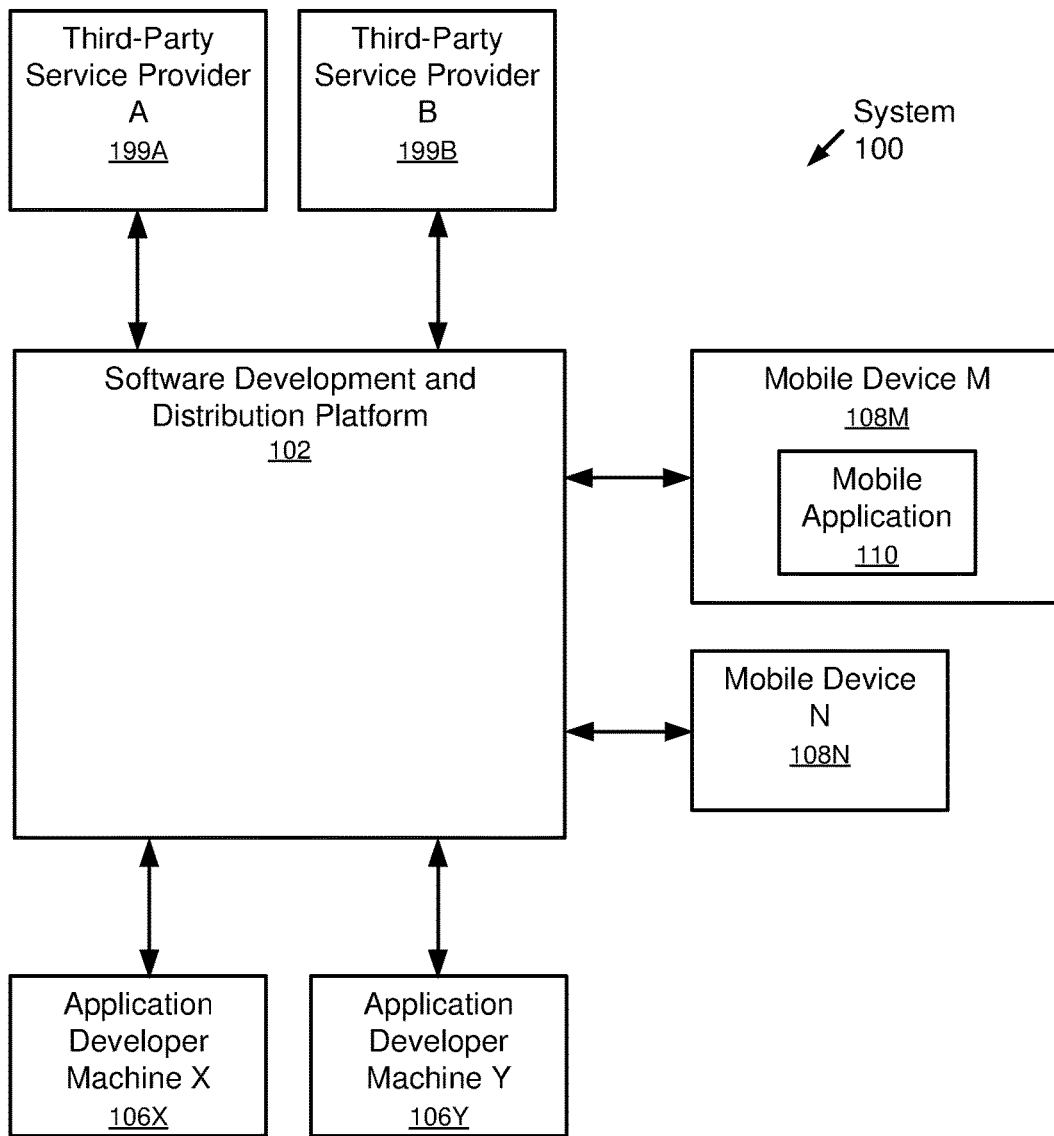 Third-Party
Service Provider
A
199A
Third-Party
Service Provider
B
199B
System
100
Software Development and
Distribution Platform
102
Mobile Device M
108M
Mobile
Application
110
Mobile Device
N
108N
Application
Developer
Machine X
106X
Application
Developer
Machine Y
106Y